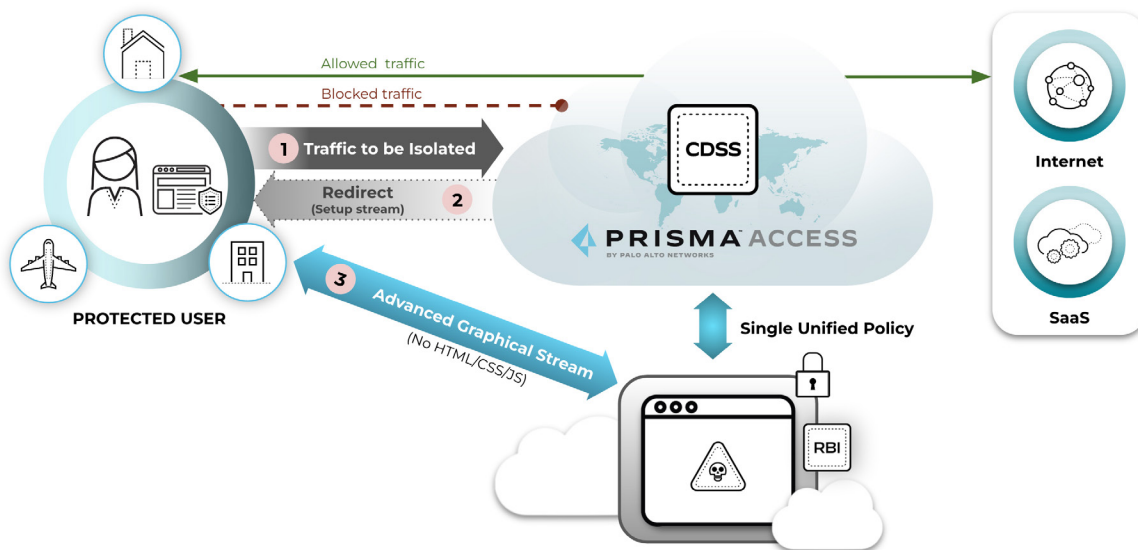 Allowed traffic
Blocked traffic
1 Traffic to be Isolated
Redirect
(Setup stream)
2
CDSS
PRISMA™ ACCESS
BY PALO ALTO NETWORKS
Internet
SaaS
PROTECTED USER
3 Advanced Graphical Stream
(No HTML/CSS/JS)
Single Unified Policy
RBI